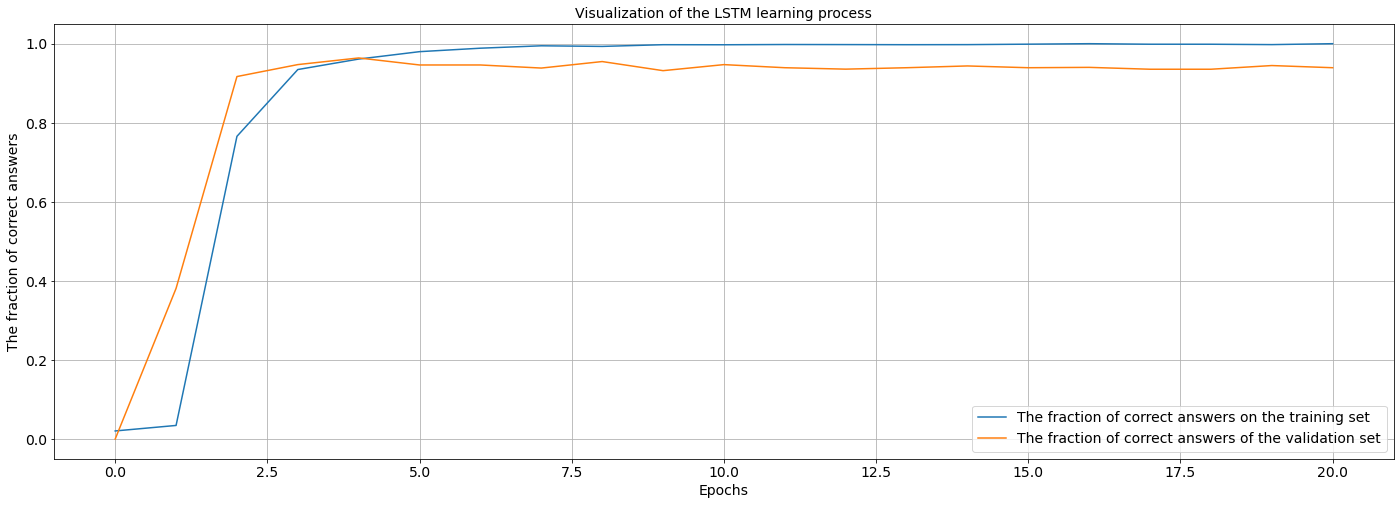 Visualization of the LSTM learning process
The fraction of correct answers
1.0
0.8
0.6
0.4
0.2
0.0
The fraction of correct answers on the training set
The fraction of correct answers of the validation set
0.0 2.5 5.0 7.5 10.0 12.5 15.0 17.5 20.0
Epochs